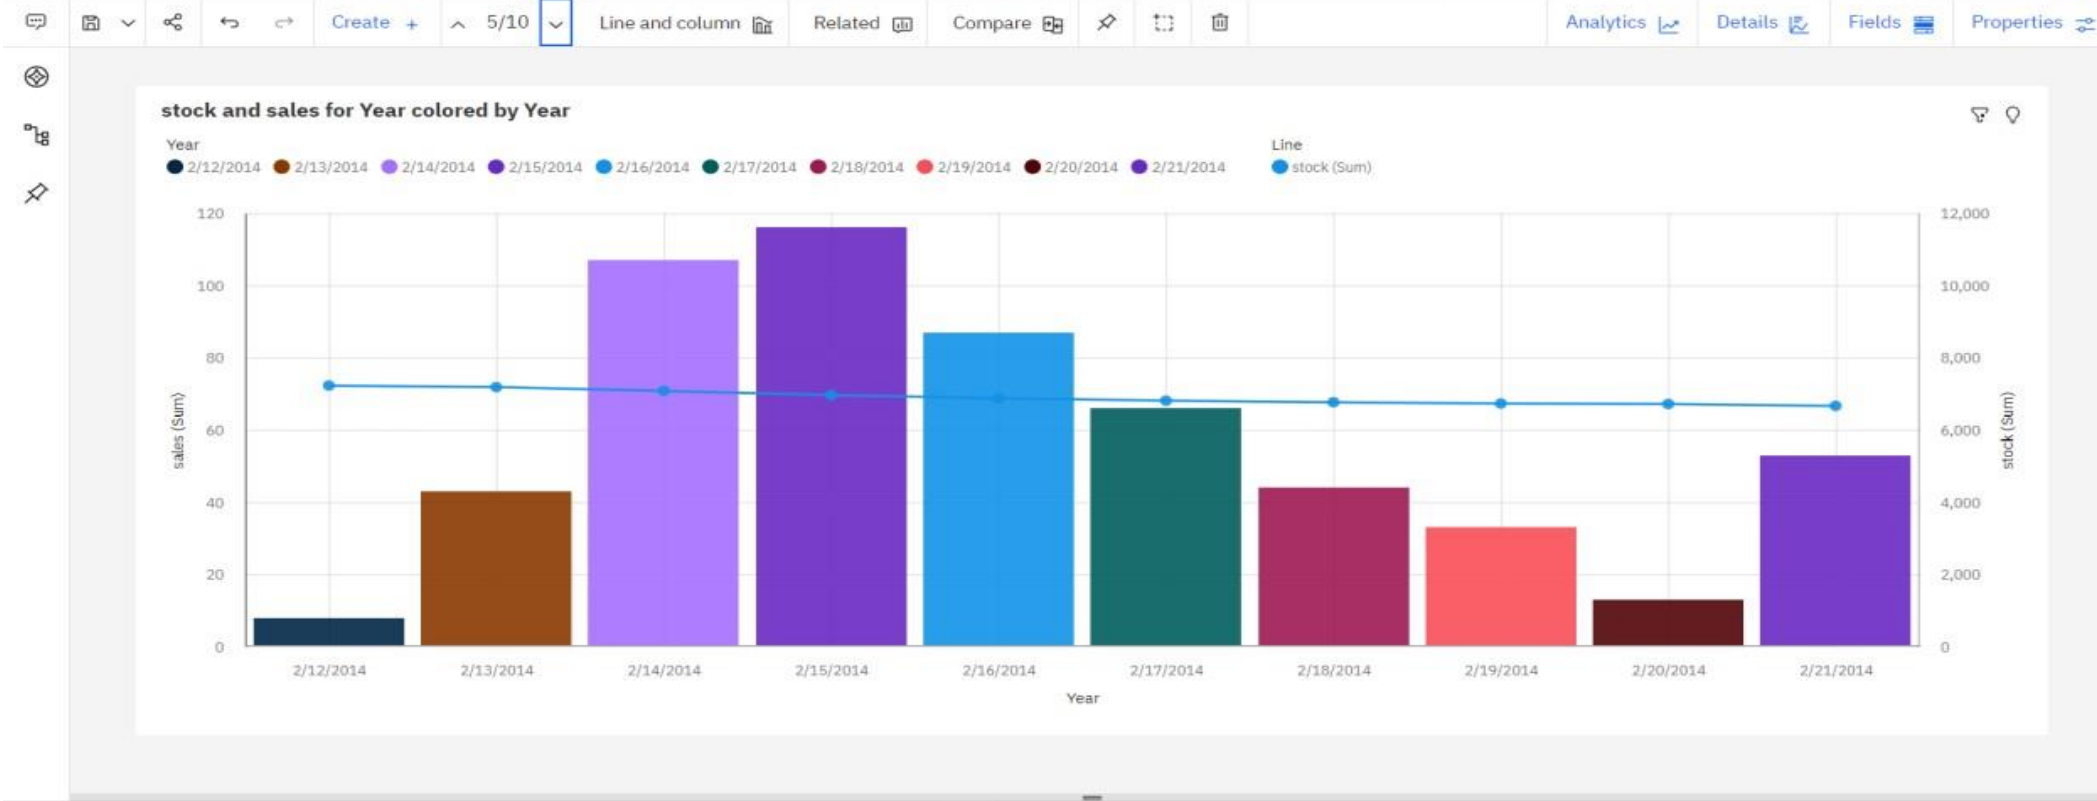 Create + 5/10 Line and column Related Compare Analytics Details Fields Properties
stock and sales for Year colored by Year
Year Line
2/12/2014 2/13/2014 2/14/2014 2/15/2014 2/16/2014 2/17/2014 2/18/2014 2/19/2014 2/20/2014 2/21/2014 stock (Sum)
120 12,000
100 10,000
80 8,000
sales (Sum) stock (Sum)
60 6,000
40 4,000
20 2,000
0 0
2/12/2014 2/13/2014 2/14/2014 2/15/2014 2/16/2014 2/17/2014 2/18/2014 2/19/2014 2/20/2014 2/21/2014
Year